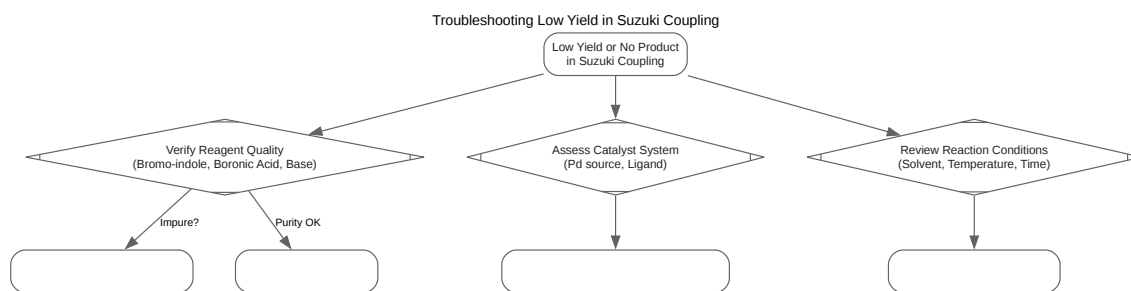 Troubleshooting Low Yield in Suzuki Coupling
Low Yield or No Product
in Suzuki Coupling
Verify Reagent Quality
(Bromo-indole, Boronic Acid, Base)
Assess Catalyst System
(Pd source, Ligand)
Review Reaction Conditions
(Solvent, Temperature, Time)
Impure?
Purity OK